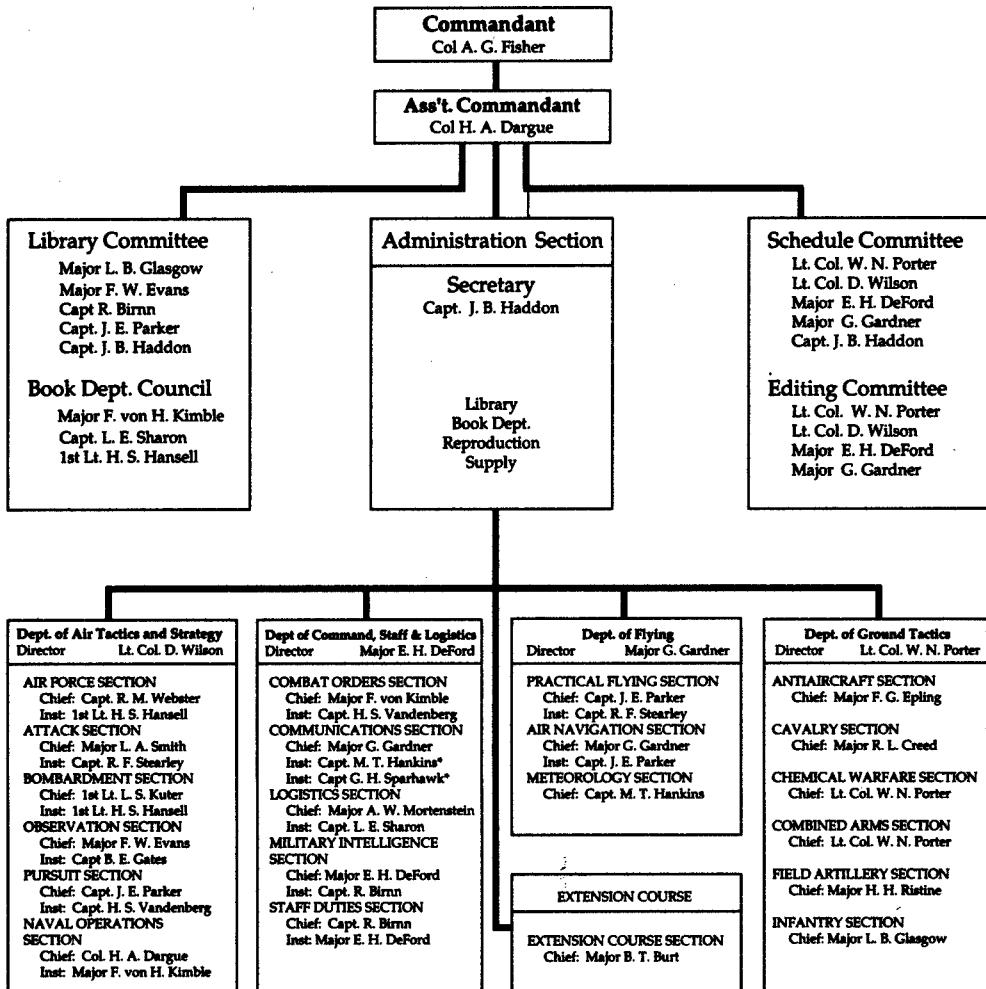 Commandant
Col A. G. Fisher
Ass't. Commandant
Col H. A. Dargue
Library Committee
Major L. B. Glasgow
Major F. W. Evans
Capt R. Birnn
Capt. J. E. Parker
Capt. J. B. Haddon
Book Dept. Council
Major F. von H. Kimble
Capt. L. E. Sharon
1st Lt. H. S. Hansell
Administration Section
Secretary
Capt. J. B. Haddon
Library
Book Dept.
Reproduction
Supply
Schedule Committee
Lt. Col. W. N. Porter
Lt. Col. D. Wilson
Major E. H. DeFord
Major G. Gardner
Capt. J. B. Haddon
Editing Committee
Lt. Col. W. N. Porter
Lt. Col. D. Wilson
Major E. H. DeFord
Major G. Gardner
Dept. of Air Tactics and Strategy
Director Lt. Col. D. Wilson
AIR FORCE SECTION
Chief: Capt. R. M. Webster
Inst: 1st Lt. H. S. Hansell
ATTACK SECTION
Chief: Major L. A. Smith
Inst: Capt. R. F. Stearley
BOMBARDMENT SECTION
Chief: 1st Lt. L. S. Kuter
Inst: 1st Lt. H. S. Hansell
OBSERVATION SECTION
Chief: Major F. W. Evans
Inst: Capt B. E. Gates
PURSUIT SECTION
Chief: Capt. J. E. Parker
Inst: Capt. H. S. Vandenberg
NAVAL OPERATIONS
SECTION
Chief: Col. H. A. Dargue
Inst: Major F. von H. Kimble
Dept of Command, Staff & Logistics
Director Major E. H. DeFord
COMBAT ORDERS SECTION
Chief: Major F. von Kimble
Inst: Capt. H. S. Vandenberg
COMMUNICATIONS SECTION
Chief: Major G. Gardner
Inst: Capt. M. T. Hankins*
Inst: Capt G. H. Sparhawk*
LOGISTICS SECTION
Chief: Major A. W. Mortenstein
Inst: Capt. L. E. Sharon
MILITARY INTELLIGENCE
SECTION
Chief: Major E. H. DeFord
Inst: Capt. R. Birnn
STAFF DUTIES SECTION
Chief: Capt. R. Birnn
Inst: Major E. H. DeFord
Dept. of Flying
Director Major G. Gardner
PRACTICAL FLYING SECTION
Chief: Capt. J. E. Parker
Inst: Capt. R. F. Stearley
AIR NAVIGATION SECTION
Chief: Major G. Gardner
Inst: Capt. J. E. Parker
METEOROLOGY SECTION
Chief: Capt. M. T. Hankins
EXTENSION COURSE
EXTENSION COURSE SECTION
Chief: Major B. T. Burt
Dept. of Ground Tactics
Director Lt. Col. W. N. Porter
ANTIAIRCRAFT SECTION
Chief: Major F. G. Epling
CAVALRY SECTION
Chief: Major R. L. Creed
CHEMICAL WARFARE SECTION
Chief: Lt. Col. W. N. Porter
COMBINED ARMS SECTION
Chief: Lt. Col. W. N. Porter
FIELD ARTILLERY SECTION
Chief: Major H. H. Ristine
INFANTRY SECTION
Chief: Major L. B. Glasgow